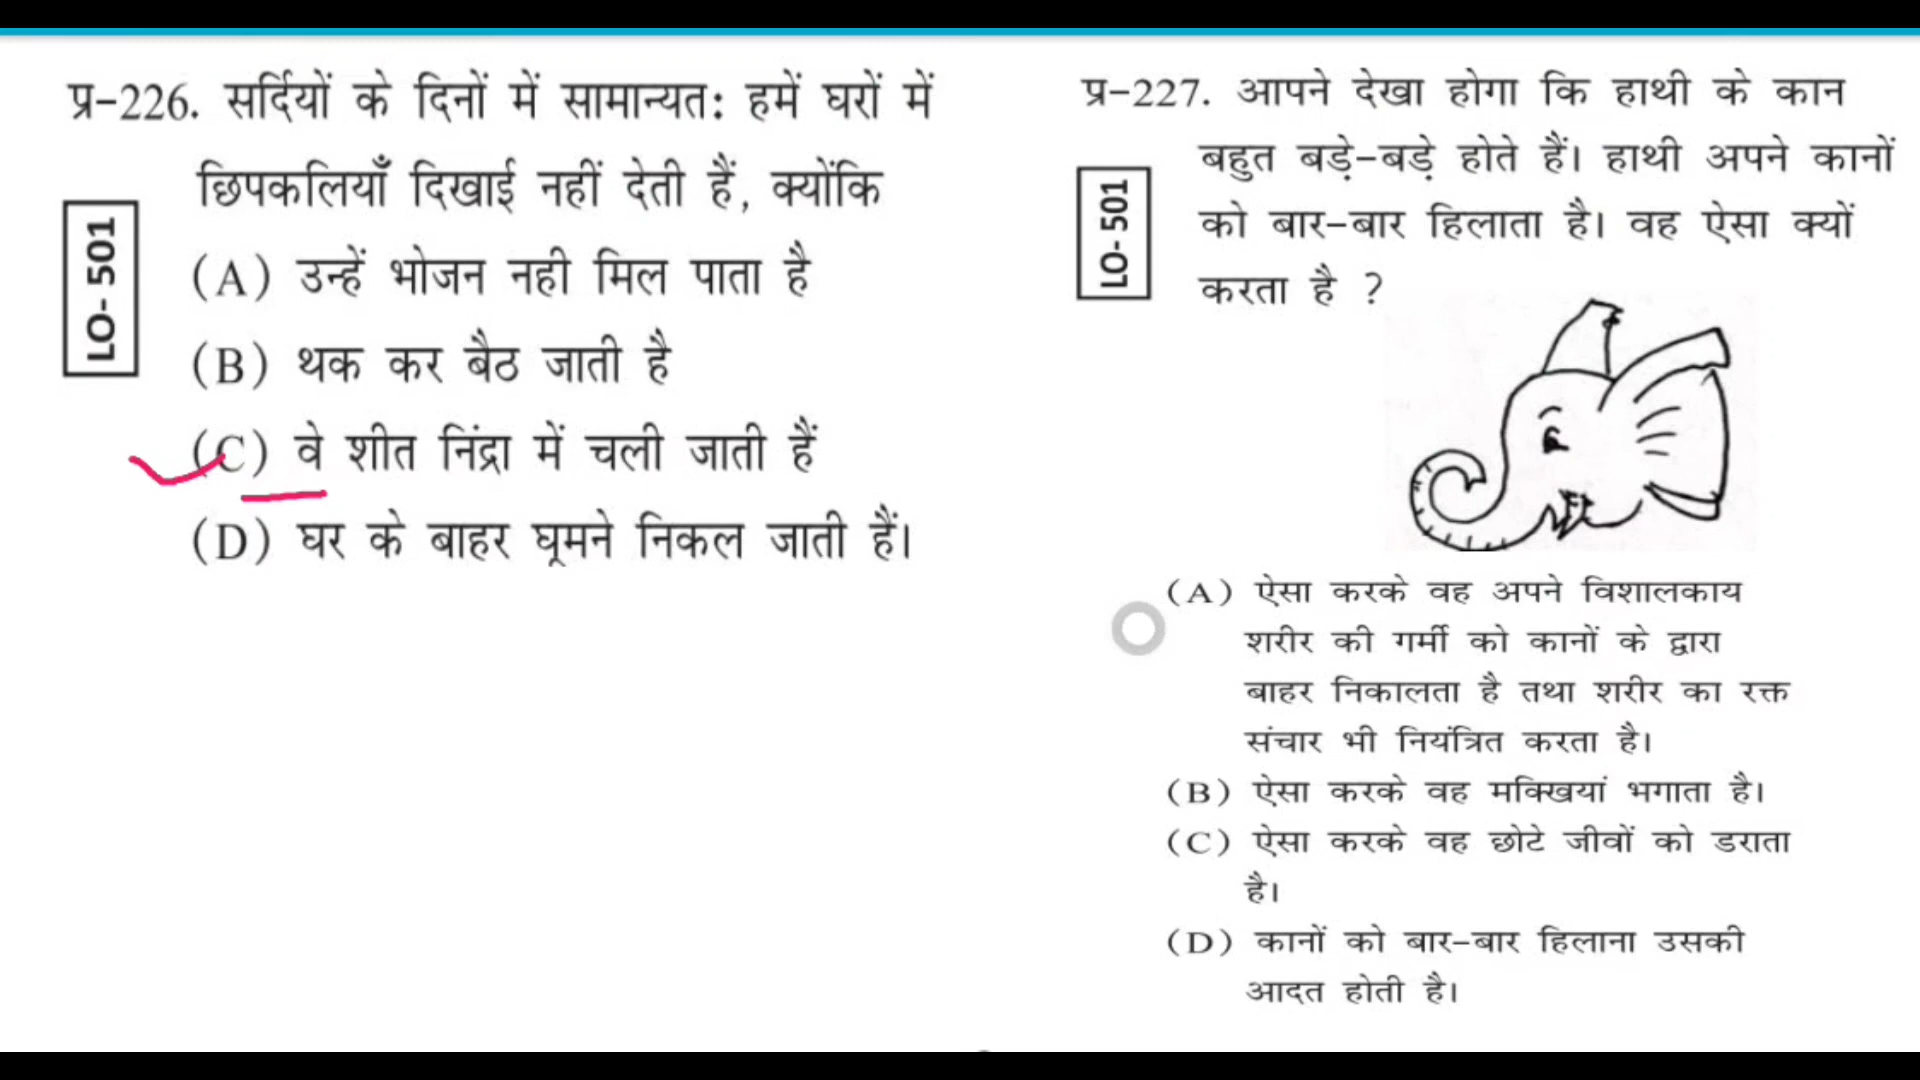 प्र-226. सर्दियों के दिनों में सामान्यत: हमें घरों में
छिपकलियाँ दिखाई नहीं देती हैं, क्योंकि
LO- 501
(A) उन्हें भोजन नही मिल पाता है
(B) थक कर बैठ जाती है
(C) वे शीत निंद्रा में चली जाती हैं
(D) घर के बाहर घूमने निकल जाती हैं।
प्र-227. आपने देखा होगा कि हाथी के कान
बहुत बड़े-बड़े होते हैं। हाथी अपने कानों
LO- 501
को बार-बार हिलाता है। वह ऐसा क्यों
करता है ?
(A) ऐसा करके वह अपने विशालकाय
शरीर की गर्मी को कानों के द्वारा
बाहर निकालता है तथा शरीर का रक्त
संचार भी नियंत्रित करता है।
(B) ऐसा करके वह मक्खियां भगाता है।
(C) ऐसा करके वह छोटे जीवों को डराता
है।
(D) कानों को बार-बार हिलाना उसकी
आदत होती है।